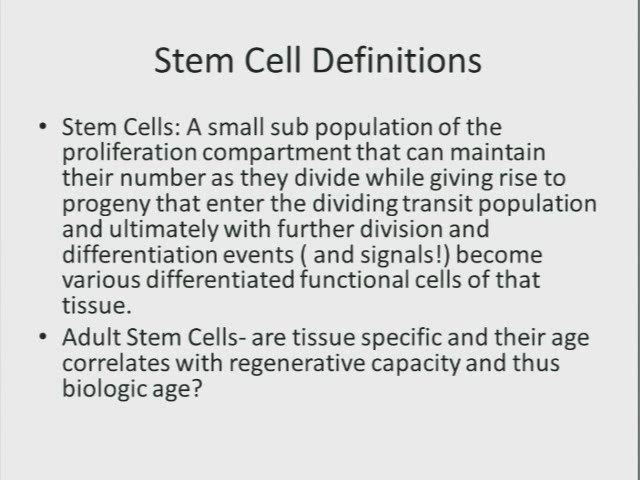 Stem Cell Definitions
• Stem Cells: A small sub population of the
proliferation compartment that can maintain
their number as they divide while giving rise to
progeny that enter the dividing transit population
and ultimately with further division and
differentiation events ( and signals!) become
various differentiated functional cells of that
tissue.
• Adult Stem Cells- are tissue specific and their age
correlates with regenerative capacity and thus
biologic age?